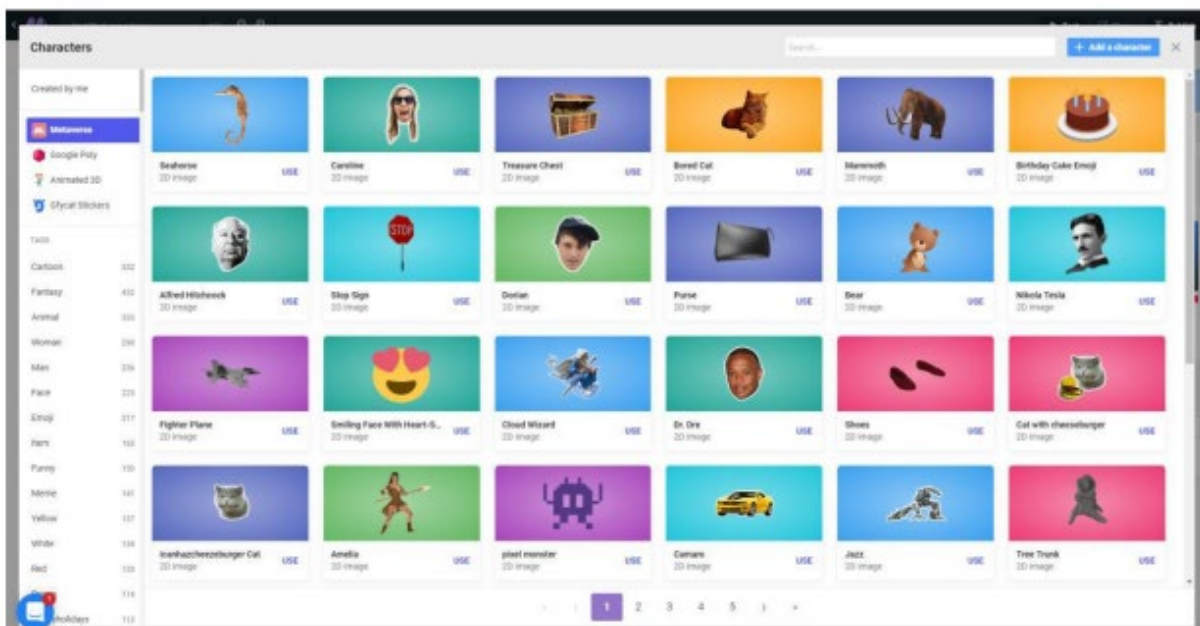 Characters
Search...
+ Add a character
Created by me
Metaverse
Google Poly
Animated 3D
Gfycat Stickers
TAGS
Cartoon
Fantasy
Animal
Woman
Man
Face
Emoji
Item
Funny
Meme
Yellow
White
Red
holidays
Seahorse
2D image
USE
Caroline
2D image
USE
Treasure Chest
2D image
USE
Bored Cat
2D image
USE
Mammoth
2D image
USE
Birthday Cake Emoji
2D image
USE
Alfred Hitchcock
2D image
USE
STOP
Stop Sign
2D image
USE
Dorian
2D image
USE
Purse
2D image
USE
Bear
2D image
USE
Nikola Tesla
2D image
USE
Fighter Plane
2D image
USE
Smiling Face With Heart-S...
2D image
USE
Cloud Wizard
2D image
USE
Dr. Dre
2D image
USE
Shoes
2D image
USE
Cat with cheeseburger
2D image
USE
Icanhazcheezeburger Cat
2D image
USE
Amelia
2D image
USE
pixel monster
2D image
USE
Camaro
2D image
USE
Jazz
2D image
USE
Tree Trunk
2D image
USE
1 2 3 4 5